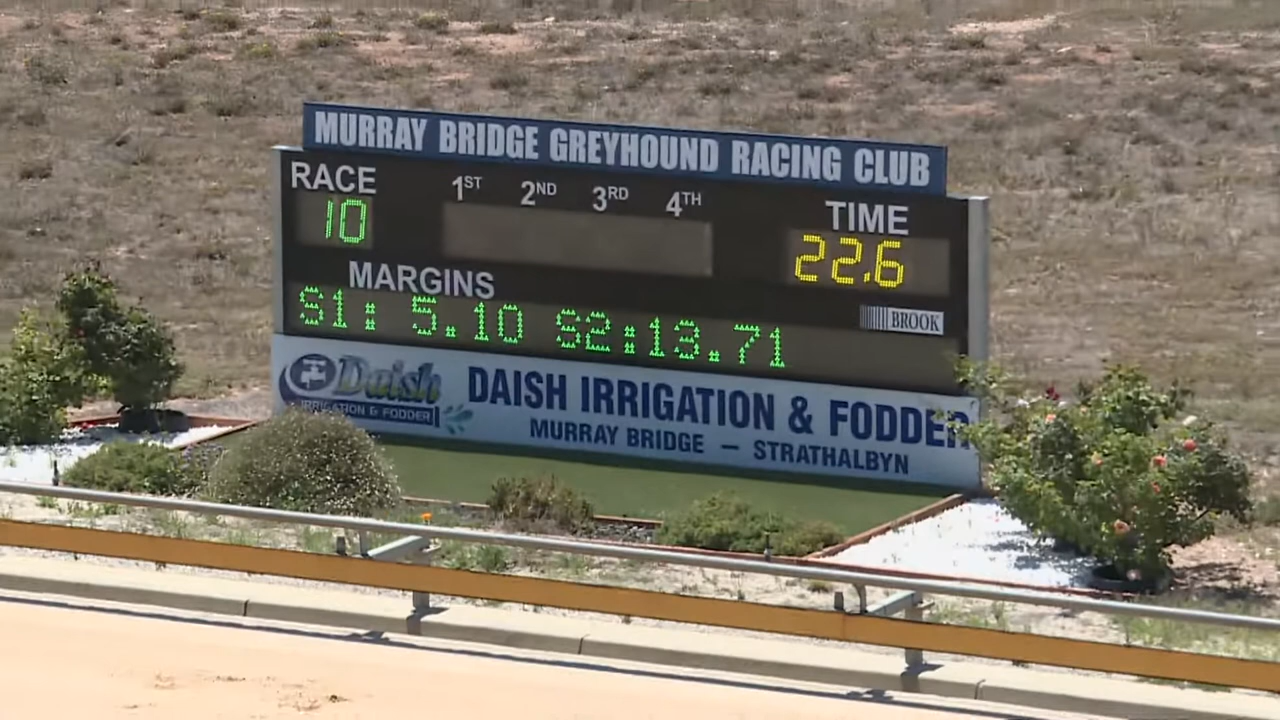 MURRAY BRIDGE GREYHOUND RACING CLUB
RACE 1ST 2ND 3RD 4TH TIME
10 22.6
MARGINS
S1: 5.10 S2:13.71
BROOK
Daish
IRRIGATION & FODDER
DAISH IRRIGATION & FODDER
MURRAY BRIDGE – STRATHALBYN